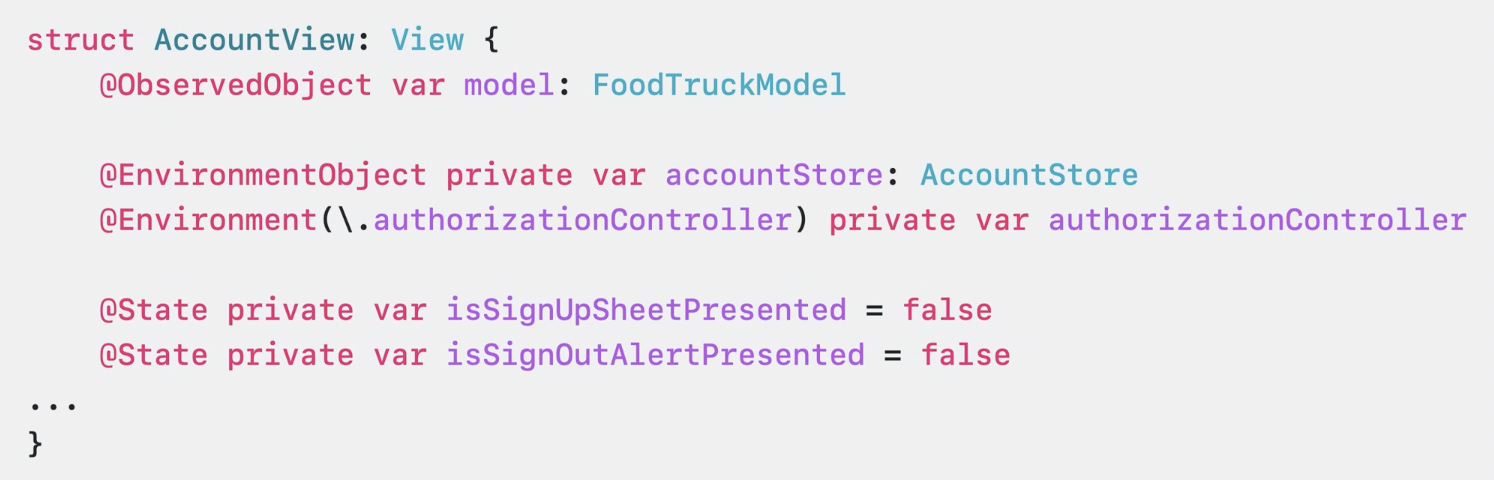 struct AccountView: View {
    @ObservedObject var model: FoodTruckModel

    @EnvironmentObject private var accountStore: AccountStore
    @Environment(\.authorizationController) private var authorizationController

    @State private var isSignUpSheetPresented = false
    @State private var isSignOutAlertPresented = false
...
}